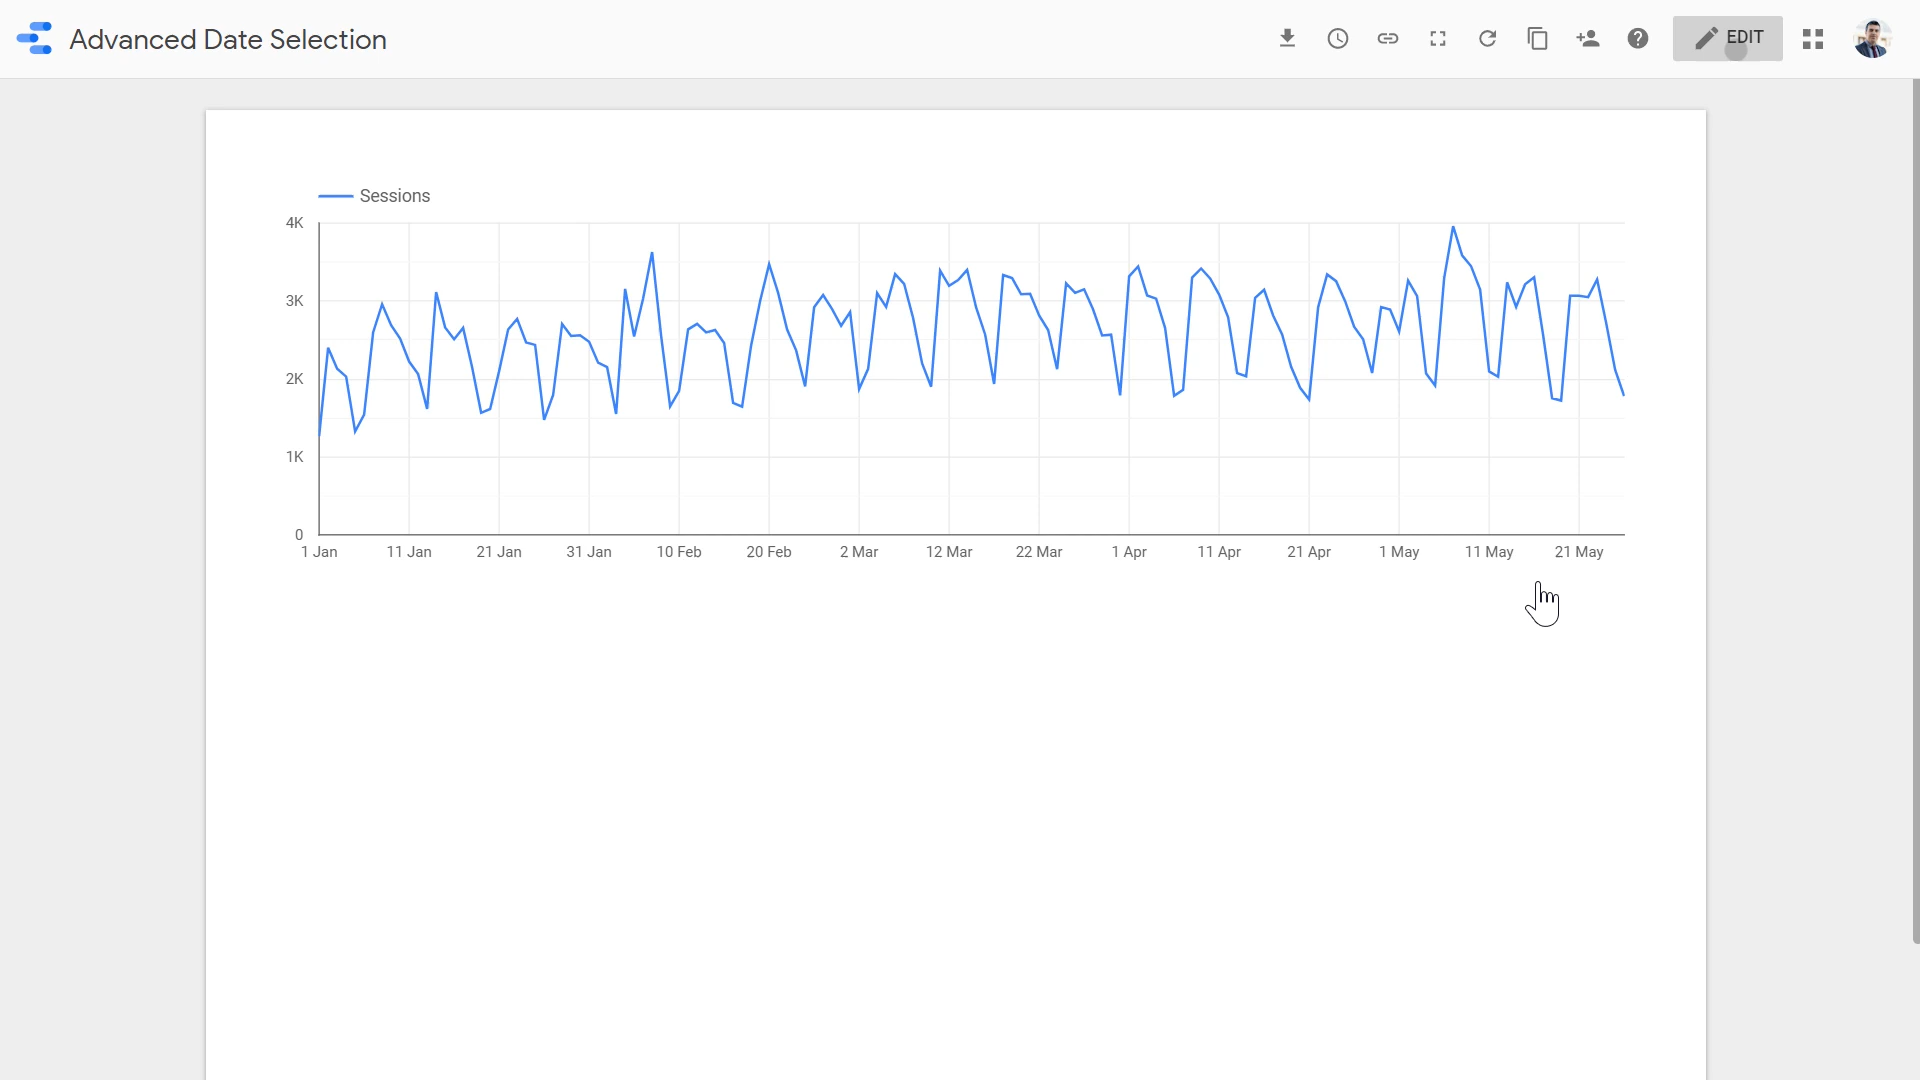 Advanced Date Selection
EDIT
Sessions
4K
3K
2K
1K
0
1 Jan 11 Jan 21 Jan 31 Jan 10 Feb 20 Feb 2 Mar 12 Mar 22 Mar 1 Apr 11 Apr 21 Apr 1 May 11 May 21 May